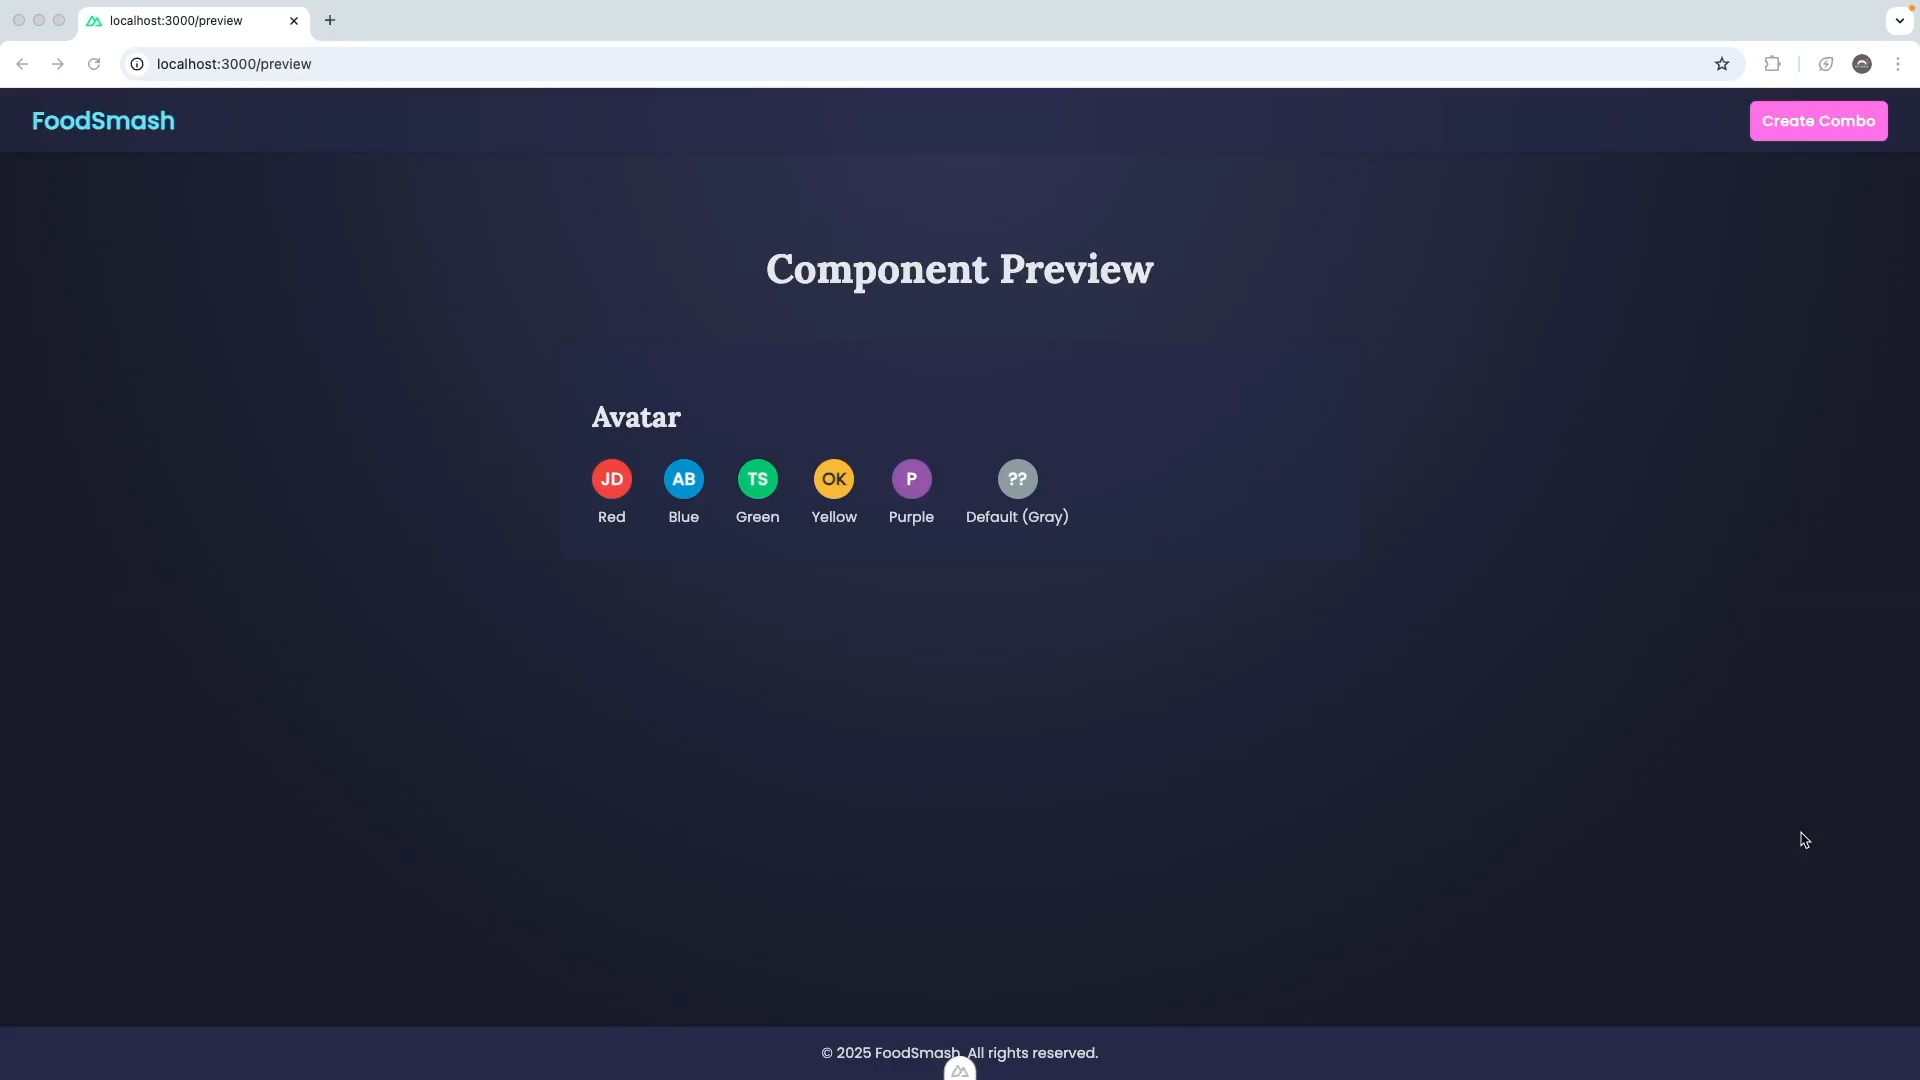 localhost:3000/preview
localhost:3000/preview
FoodSmash
Create Combo
Component Preview
Avatar
JD AB TS OK P ??
Red Blue Green Yellow Purple Default (Gray)
© 2025 FoodSmash. All rights reserved.